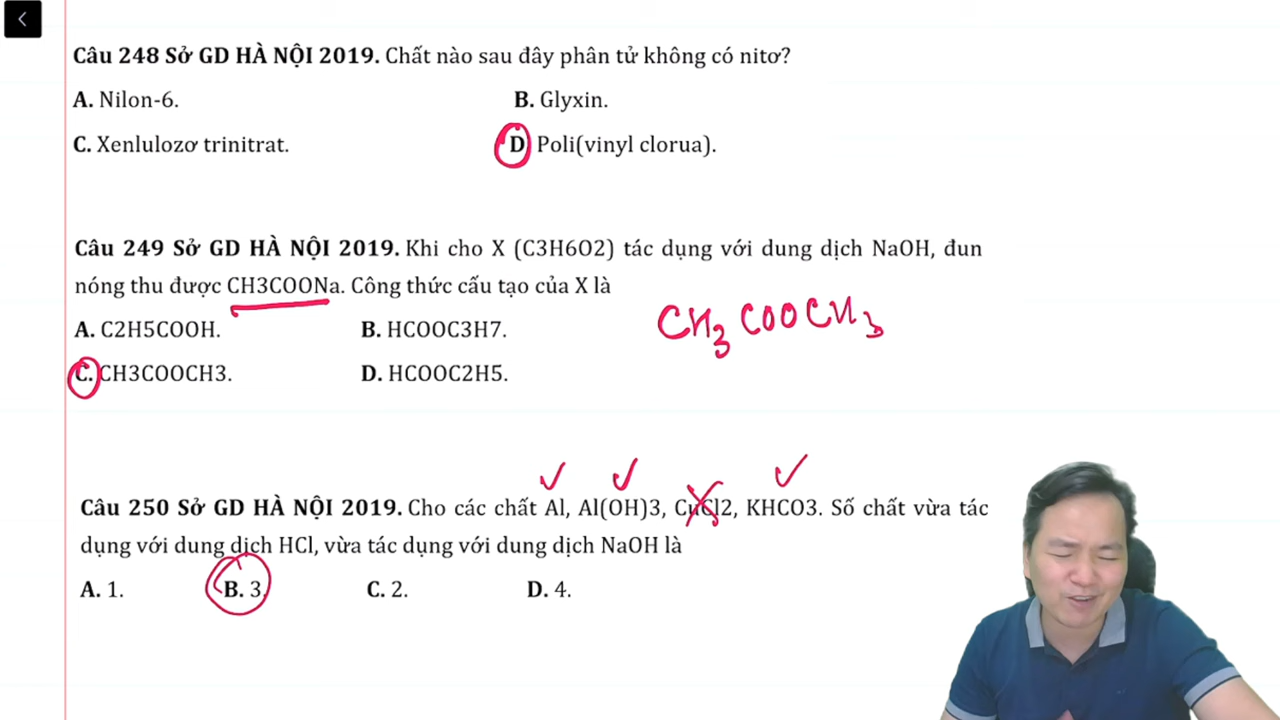 Câu 248 Sở GD HÀ NỘI 2019. Chất nào sau đây phân tử không có nitơ?
A. Nilon-6. B. Glyxin.
C. Xenlulozơ trinitrat. D Poli(vinyl clorua).
Câu 249 Sở GD HÀ NỘI 2019. Khi cho X (C3H6O2) tác dụng với dung dịch NaOH, đun
nóng thu được CH3COONa. Công thức cấu tạo của X là
CH3COOCH3
A. C2H5COOH. B. HCOOC3H7.
C. CH3COOCH3. D. HCOOC2H5.
Câu 250 Sở GD HÀ NỘI 2019. Cho các chất Al, Al(OH)3, CuCl2, KHCO3. Số chất vừa tác
dụng với dung dịch HCl, vừa tác dụng với dung dịch NaOH là
A. 1. B. 3. C. 2. D. 4.